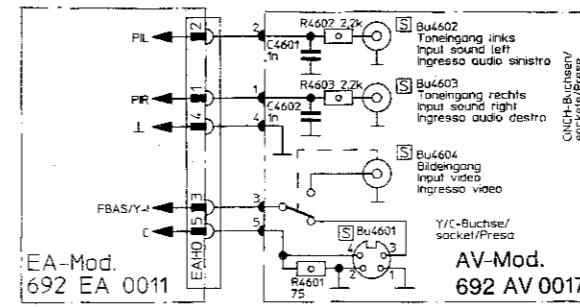 PIL
2
2
R4602 2,2k
S Bu4602
Toneingang links
Input sound left
Ingresso audio sinistro
C4601
1n
PIR
1
1
R4603 2,2k
S Bu4603
Toneingang rechts
Input sound right
Ingresso audio destro
C4602
1n
⊥
4
4
CINCH-Buchsen/
S Bu4604
Bildeingang
Input video
Ingresso video
FBAS/Y
3
3
C
5
5
EAH0
Y/C-Buchse/
socket/Presa
S Bu4601
4
3
2
1
R4601
75
EA-Mod.
692 EA 0011
AV-Mod.
692 AV 0017